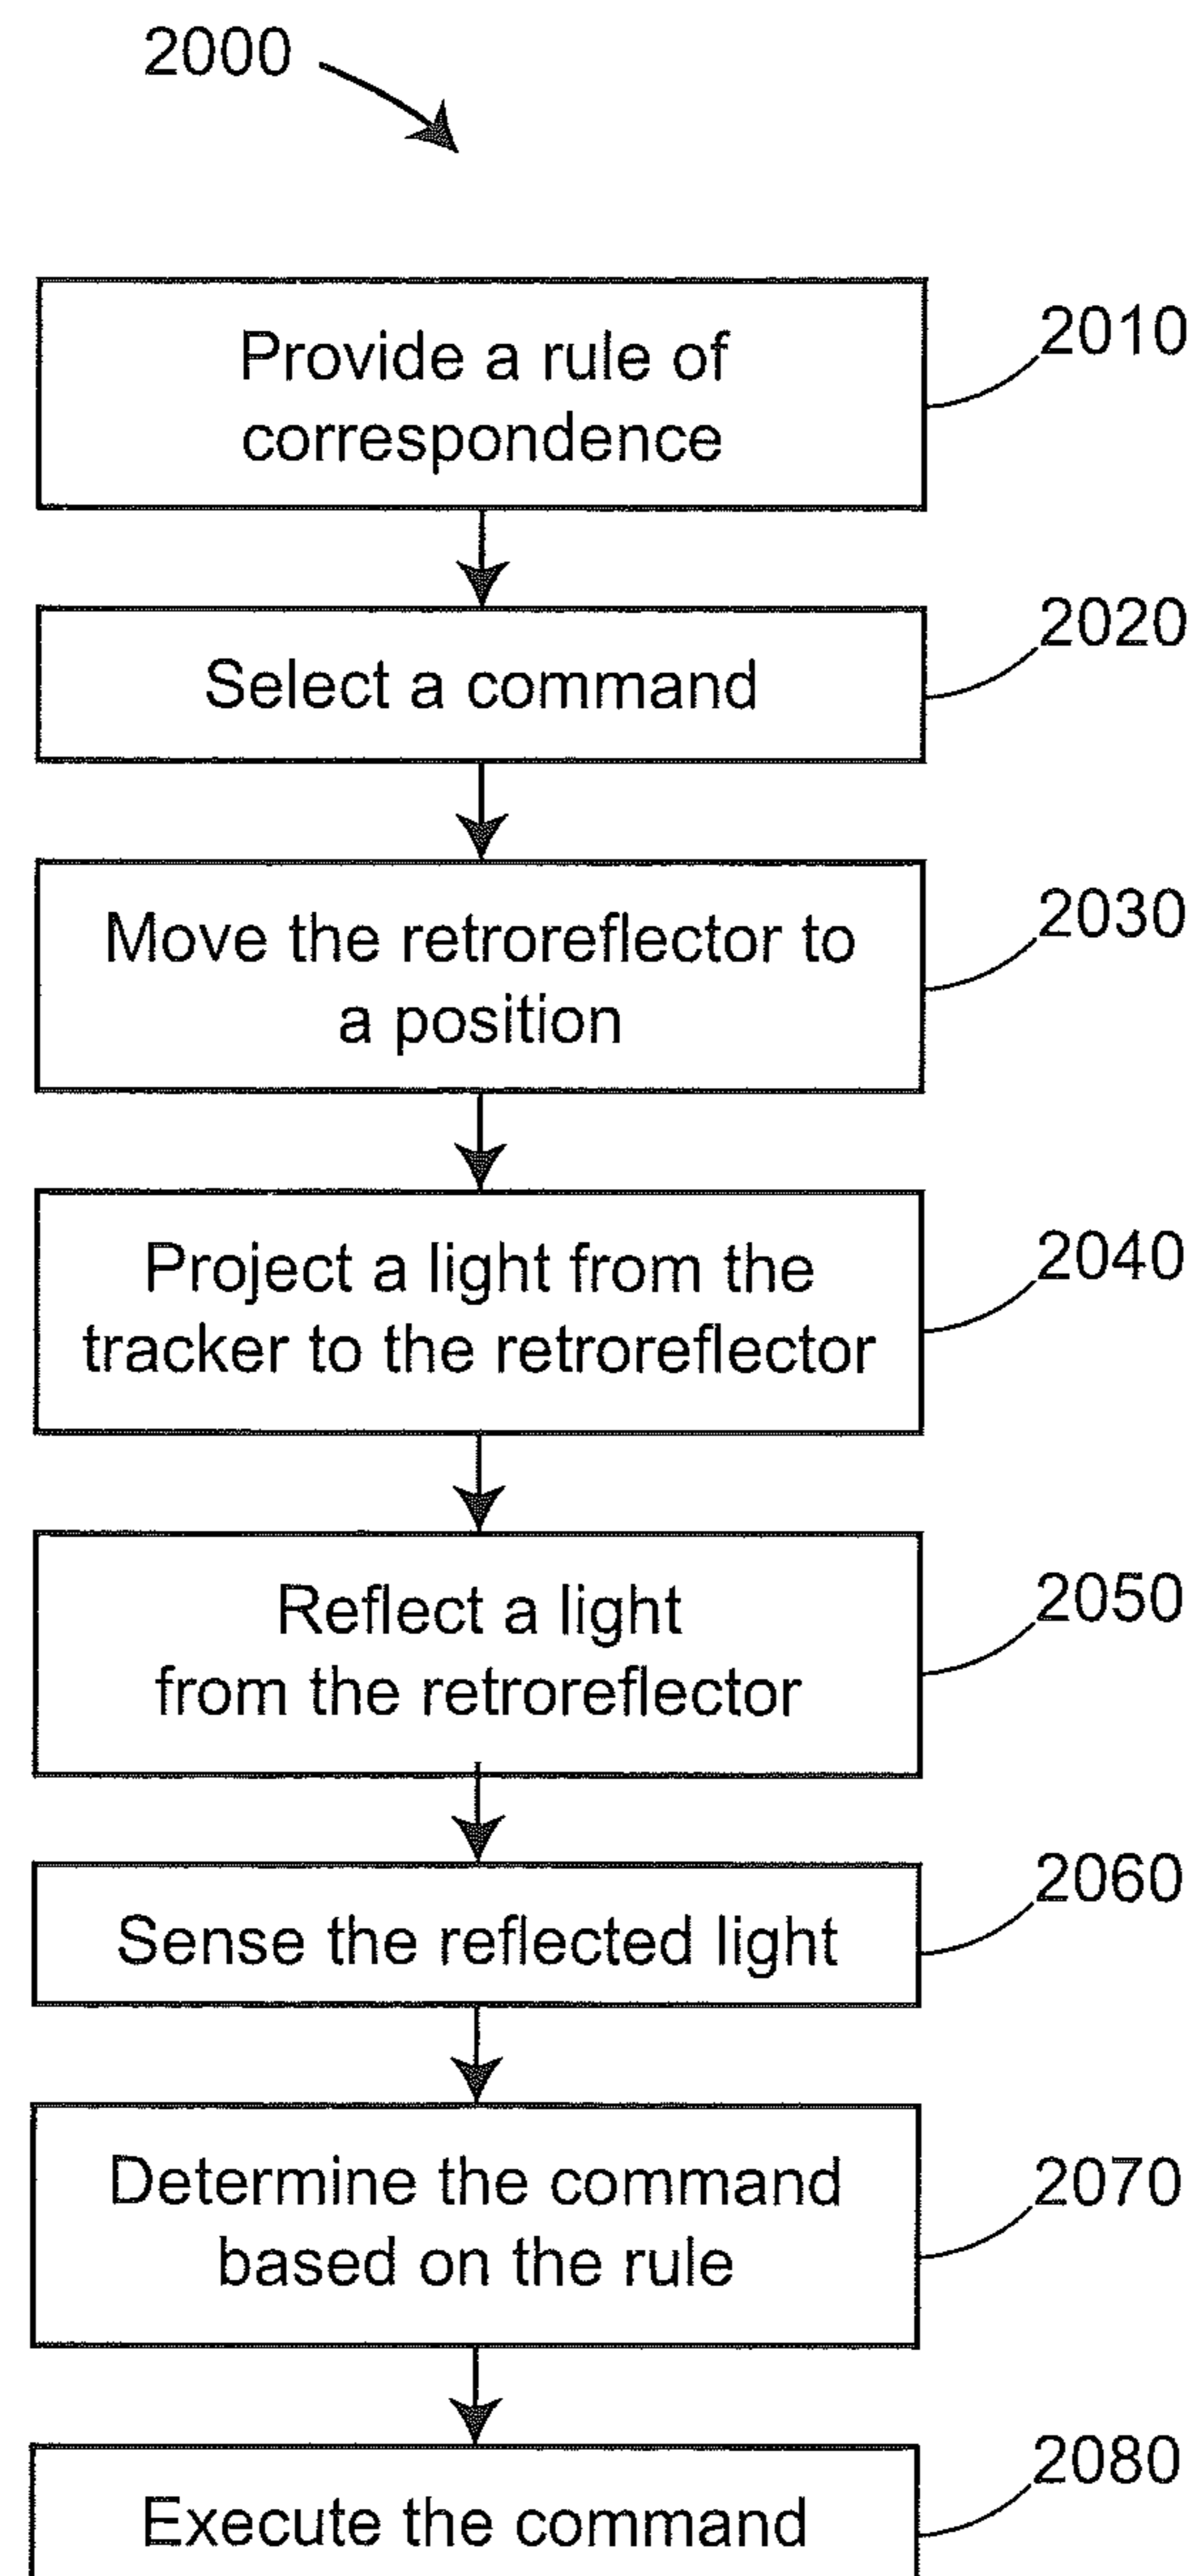 2000
Provide a rule of
correspondence
2010
Select a command
2020
Move the retroreflector to
a position
2030
Project a light from the
tracker to the retroreflector
2040
Reflect a light
from the retroreflector
2050
Sense the reflected light
2060
Determine the command
based on the rule
2070
Execute the command
2080